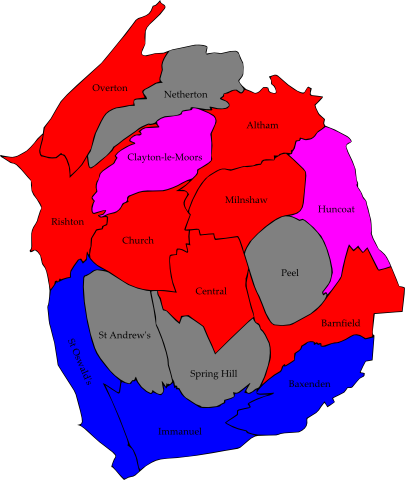 Overton
Netherton
Altham
Clayton-le-Moors
Milnshaw
Huncoat
Rishton
Church
Peel
Central
Barnfield
St Andrew's
St Oswald's
Spring Hill
Baxenden
Immanuel